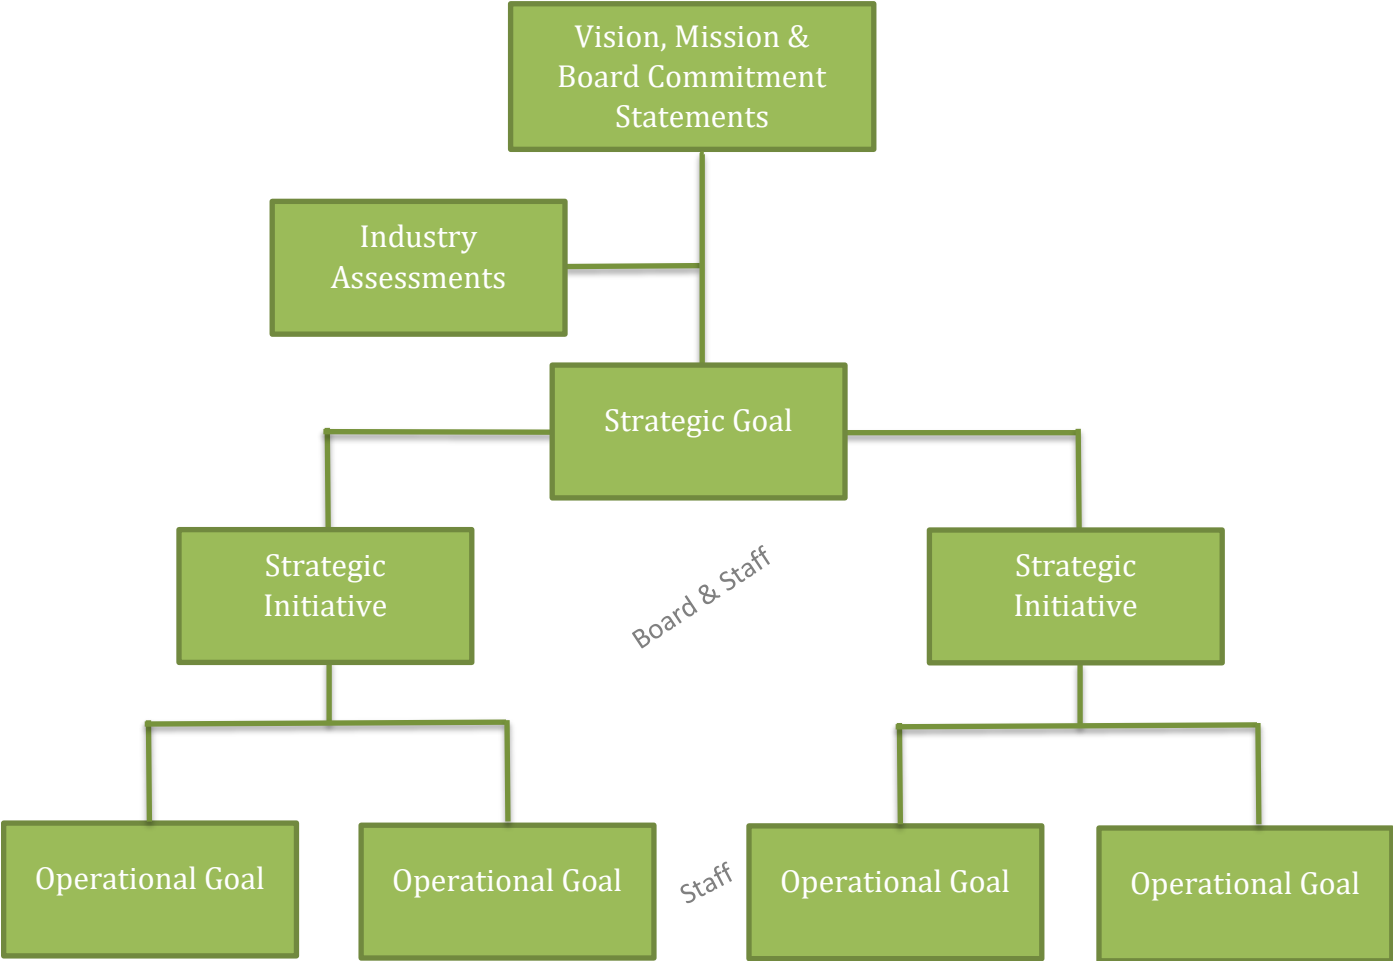 Vision, Mission &
Board Commitment
Statements
Industry
Assessments
Strategic Goal
Strategic
Initiative
Board & Staff
Strategic
Initiative
Operational Goal
Operational Goal
Staff
Operational Goal
Operational Goal